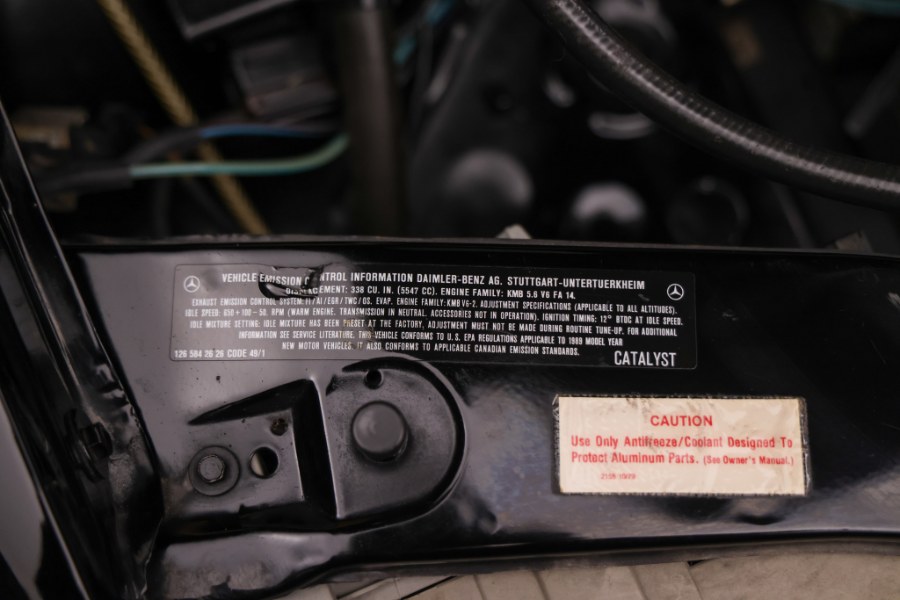 VEHICLE EMISSION CONTROL INFORMATION DAIMLER-BENZ AG. STUTTGART-UNTERTUERKHEIM
DISPLACEMENT: 338 CU. IN. (5547 CC). ENGINE FAMILY: KMB 5.6 V6 FA 14.
EXHAUST EMISSION CONTROL SYSTEM: /AI/EGR/TWC/OS. EVAP. ENGINE FAMILY: KMB V6-2. ADJUSTMENT SPECIFICATIONS (APPLICABLE TO ALL ALTITUDES).
IDLE SPEED: 650 +100 -50. RPM (WARM ENGINE, TRANSMISSION IN NEUTRAL, ACCESSORIES NOT IN OPERATION). IGNITION TIMING: 12° BTDC AT IDLE SPEED.
IDLE MIXTURE SETTING: IDLE MIXTURE HAS BEEN PRESET AT THE FACTORY, ADJUSTMENT MUST NOT BE MADE DURING ROUTINE TUNE-UP. FOR ADDITIONAL
INFORMATION SEE SERVICE LITERATURE. THIS VEHICLE CONFORMS TO U.S. EPA REGULATIONS APPLICABLE TO 1989 MODEL YEAR
NEW MOTOR VEHICLES. IT ALSO CONFORMS TO APPLICABLE CANADIAN EMISSION STANDARDS.
126 584 26 26 CODE 49/1
CATALYST
CAUTION
Use Only Antifreeze/Coolant Designed To
Protect Aluminum Parts. (See Owner's Manual.)